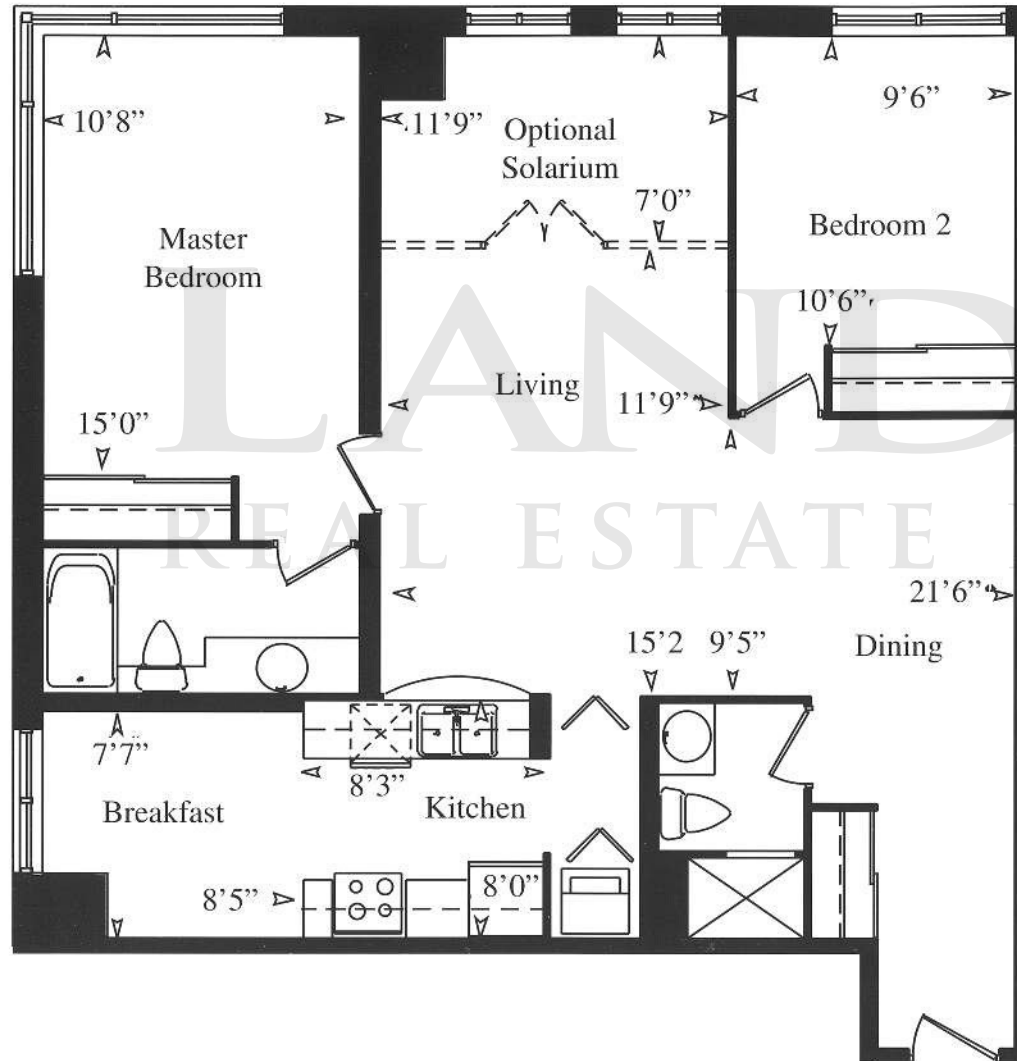 10’8”
11’9”
9’6”
Optional
Solarium
7’0”
Master
Bedroom
Bedroom 2
10’6”
LAND
Living
11’9”
15’0”
REAL ESTATE
21’6”
15’2
9’5”
Dining
7’7”
8’3”
Breakfast
Kitchen
8’5”
8’0”